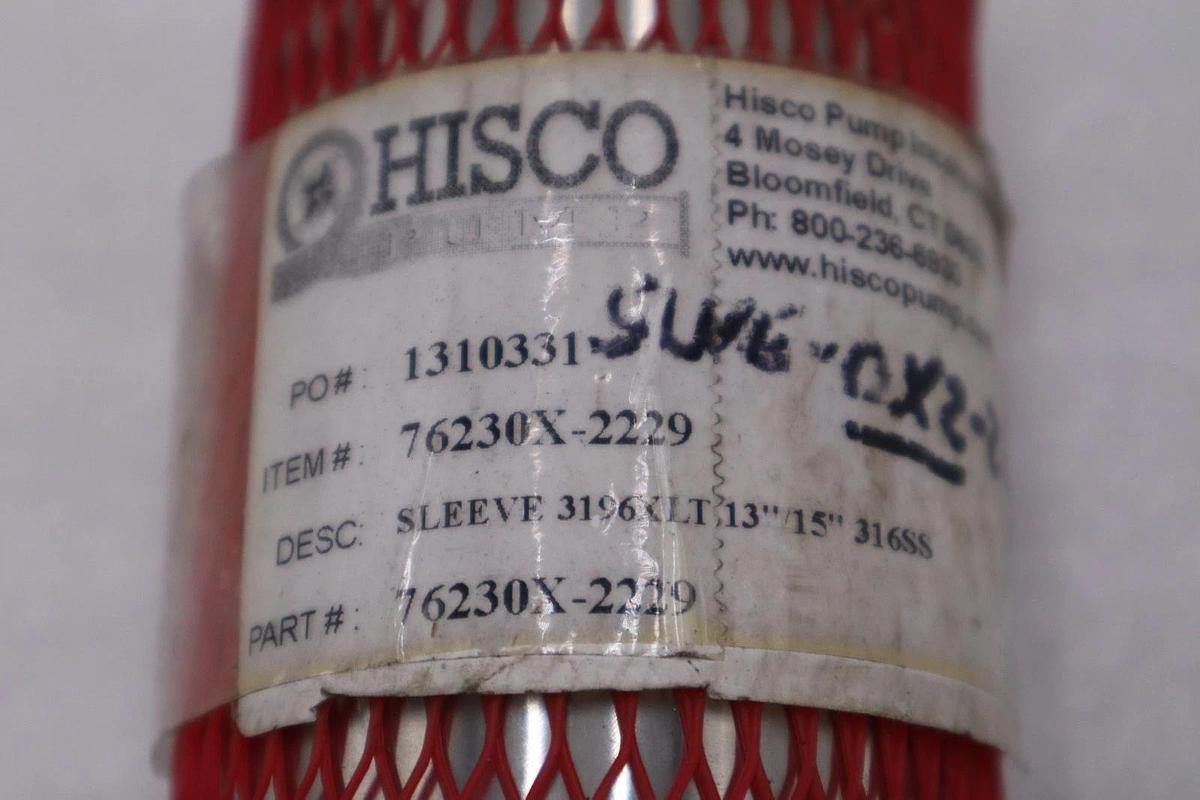 HISCO
Hisco Pump
4 Mosey Drive
Bloomfield, CT
Ph: 800-236-
www.hiscopump.
PO#: 1310331
ITEM#: 76230X-2229
DESC: SLEEVE 3196XLT 13"/15" 316SS
PART#: 76230X-2229